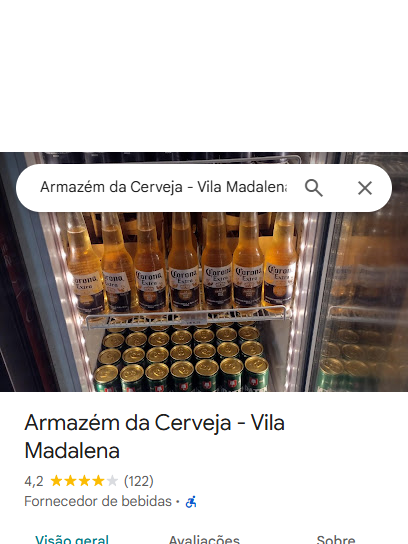 Armazém da Cerveja - Vila Madalena
Corona Extra Corona Extra Corona Extra Corona Extra Corona Extra Corona Extra Corona Extra
Armazém da Cerveja - Vila
Madalena
4,2 (122)
Fornecedor de bebidas ·
Visão geral Avaliações Sobre